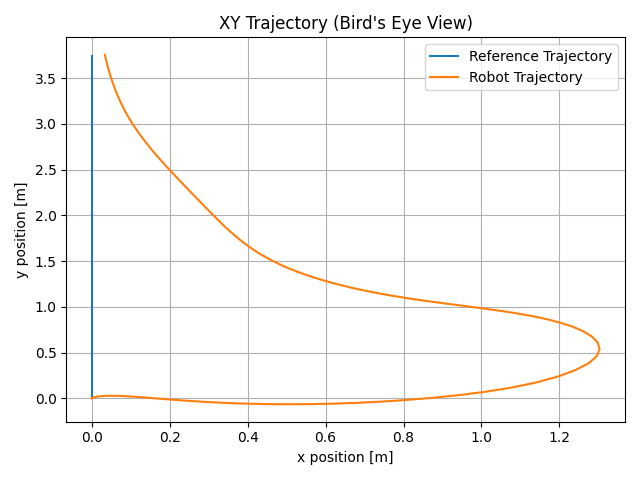 XY Trajectory (Bird's Eye View)
Reference Trajectory
Robot Trajectory
y position [m]
3.5
3.0
2.5
2.0
1.5
1.0
0.5
0.0
0.0 0.2 0.4 0.6 0.8 1.0 1.2
x position [m]